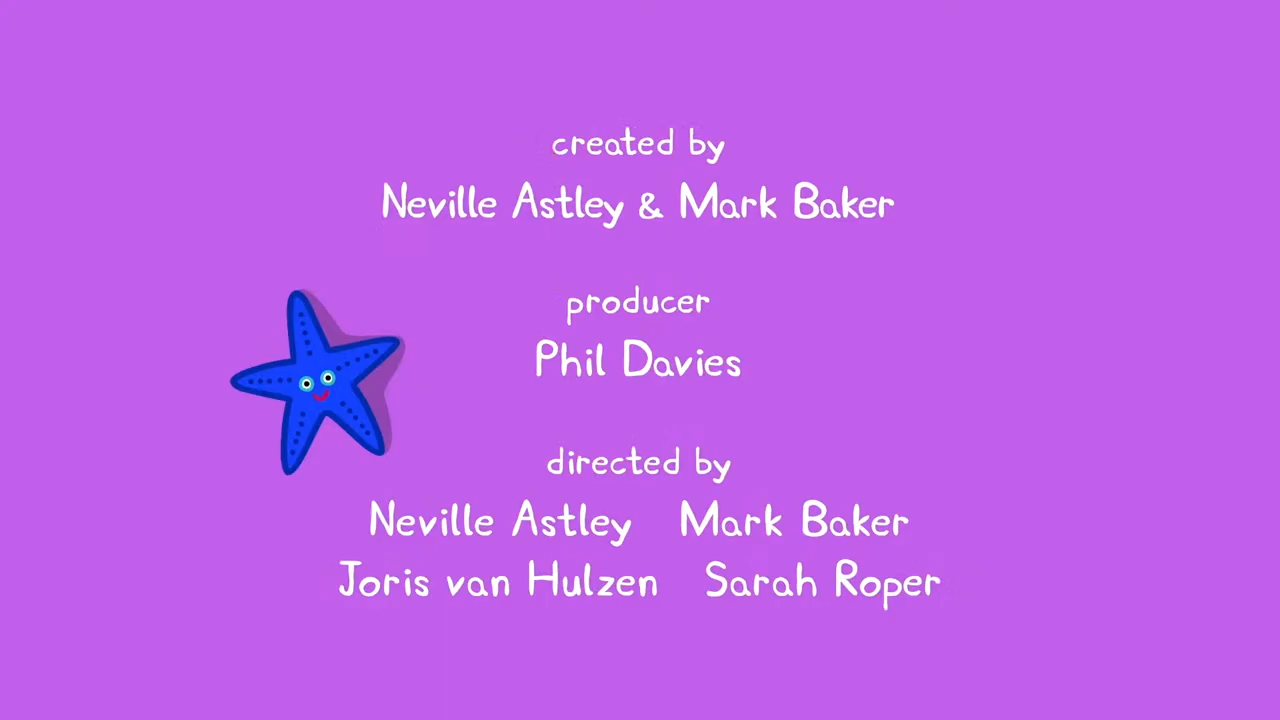 created by
Neville Astley & Mark Baker
producer
Phil Davies
directed by
Neville Astley Mark Baker
Joris van Hulzen Sarah Roper